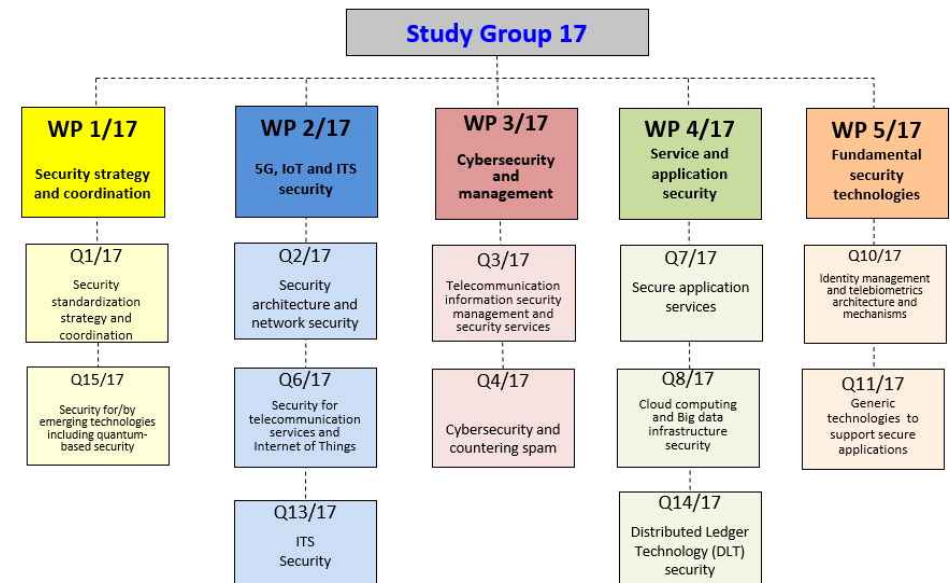 Study Group 17
WP 1/17
Security strategy
and coordination
WP 2/17
5G, IoT and ITS
security
WP 3/17
Cybersecurity
and
management
WP 4/17
Service and
application
security
WP 5/17
Fundamental
security
technologies
Q1/17
Security
standardization
strategy and
coordination
Q15/17
Security for/by
emerging technologies
including quantum-
based security
Q2/17
Security
architecture and
network security
Q6/17
Security for
telecommunication
services and
Internet of Things
Q13/17
ITS
Security
Q3/17
Telecommunication
information security
management and
security services
Q4/17
Cybersecurity and
countering spam
Q7/17
Secure application
services
Q8/17
Cloud computing
and Big data
infrastructure
security
Q14/17
Distributed Ledger
Technology (DLT)
security
Q10/17
Identity management
and telebiometrics
architecture and
mechanisms
Q11/17
Generic
technologies to
support secure
applications